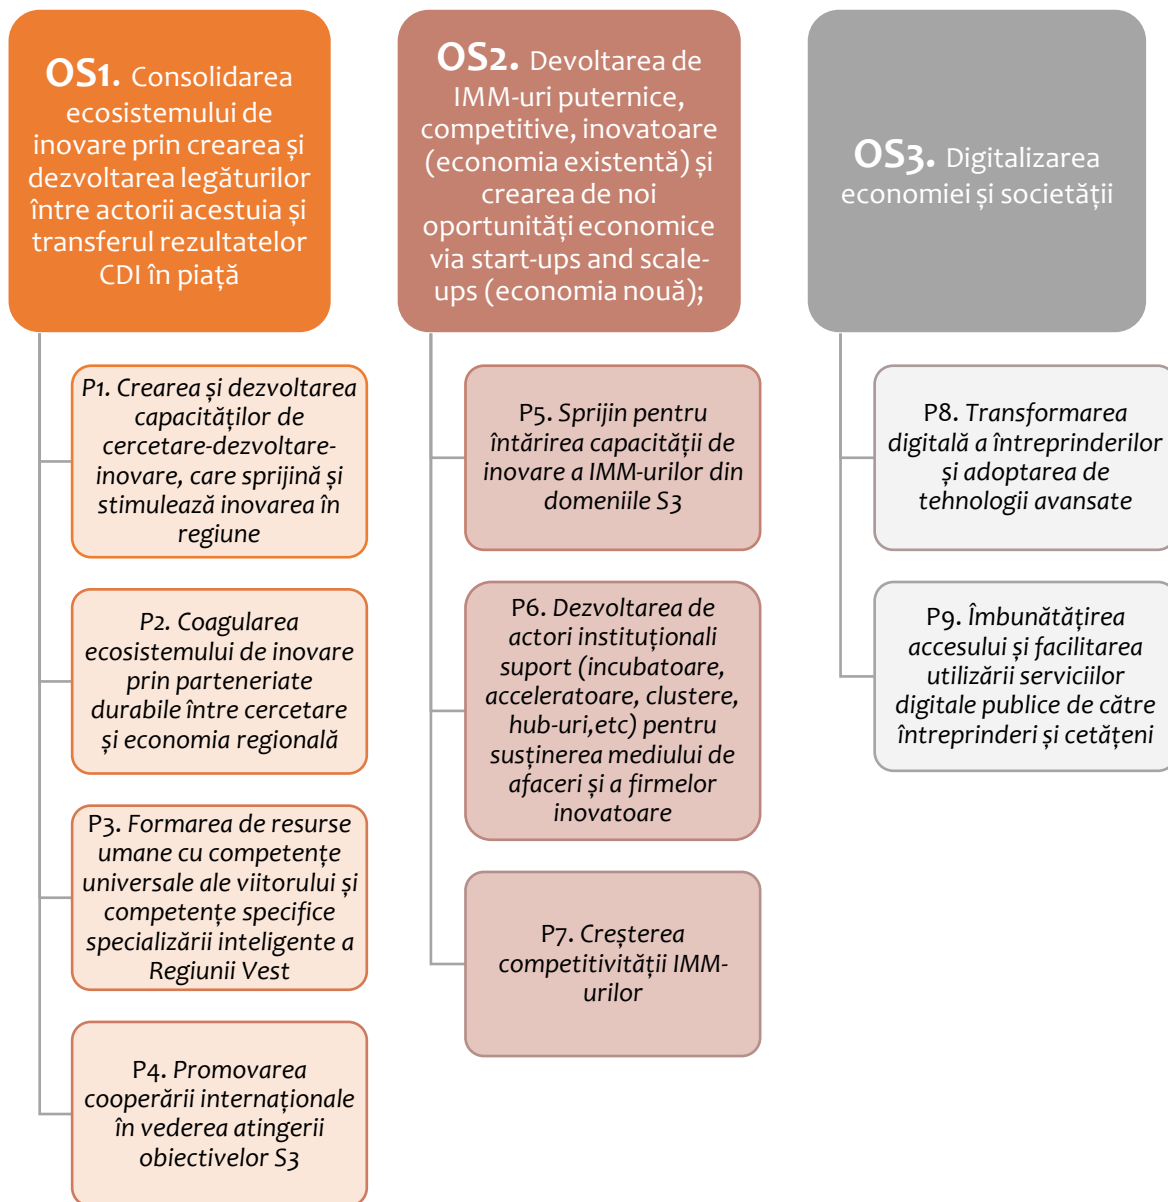 OS1. Consolidarea
ecosistemului de
inovare prin crearea și
dezvoltarea legăturilor
între actorii acestuia și
transferul rezultatelor
CDI în piață
P1. Crearea și dezvoltarea
capacităților de
cercetare-dezvoltare-
inovare, care sprijină și
stimulează inovarea în
regiune
P2. Coagularea
ecosistemului de inovare
prin parteneriate
durabile între cercetare
și economia regională
P3. Formarea de resurse
umane cu competențe
universale ale viitorului și
competențe specifice
specializării inteligente a
Regiunii Vest
P4. Promovarea
cooperării internaționale
în vederea atingerii
obiectivelor S3
OS2. Devoltarea de
IMM-uri puternice,
competitive, inovatoare
(economia existentă) și
crearea de noi
oportunități economice
via start-ups and scale-
ups (economia nouă);
P5. Sprijin pentru
întărirea capacității de
inovare a IMM-urilor din
domeniile S3
P6. Dezvoltarea de
actori instituționali
suport (incubatoare,
acceleratoare, clustere,
hub-uri,etc) pentru
susținerea mediului de
afaceri și a firmelor
inovatoare
P7. Creșterea
competitivității IMM-
urilor
OS3. Digitalizarea
economiei și societății
P8. Transformarea
digitală a întreprinderilor
și adoptarea de
tehnologii avansate
P9. Îmbunătățirea
accesului și facilitarea
utilizării serviciilor
digitale publice de către
întreprinderi și cetățeni